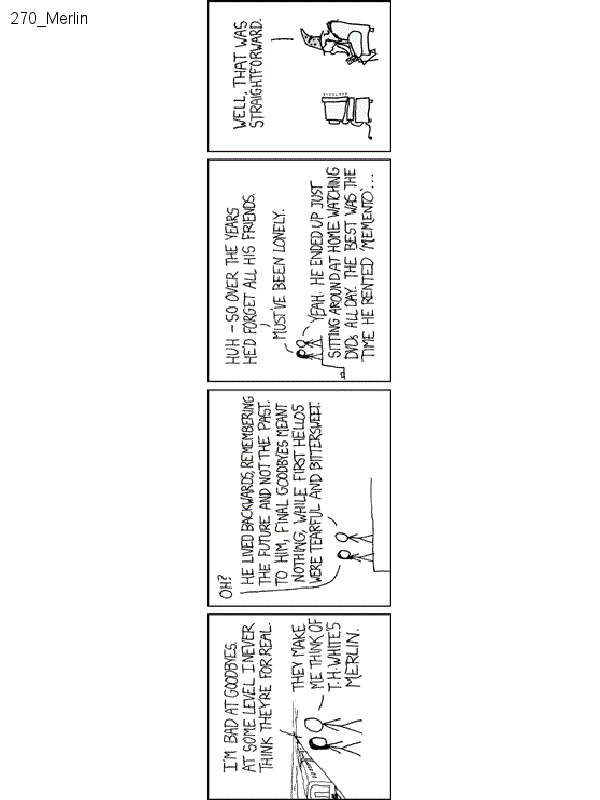 270_Merlin
I'M BAD AT GOODBYES.
AT SOME LEVEL I NEVER
THINK THEY'RE FOR REAL.
THEY MAKE
ME THINK OF
T.H. WHITE'S
MERLIN.
OH?
HE LIVED BACKWARDS, REMEMBERING
THE FUTURE AND NOT THE PAST.
TO HIM, FINAL GOODBYES MEANT
NOTHING, WHILE FIRST HELLOS
WERE TEARFUL AND BITTERSWEET.
HUH - SO OVER THE YEARS
HE'D FORGET ALL HIS FRIENDS.
MUST'VE BEEN LONELY.
YEAH. HE ENDED UP JUST
SITTING AROUND AT HOME WATCHING
DVDs ALL DAY. THE BEST WAS THE
TIME HE RENTED 'MEMENTO'...
WELL, THAT WAS
STRAIGHTFORWARD.